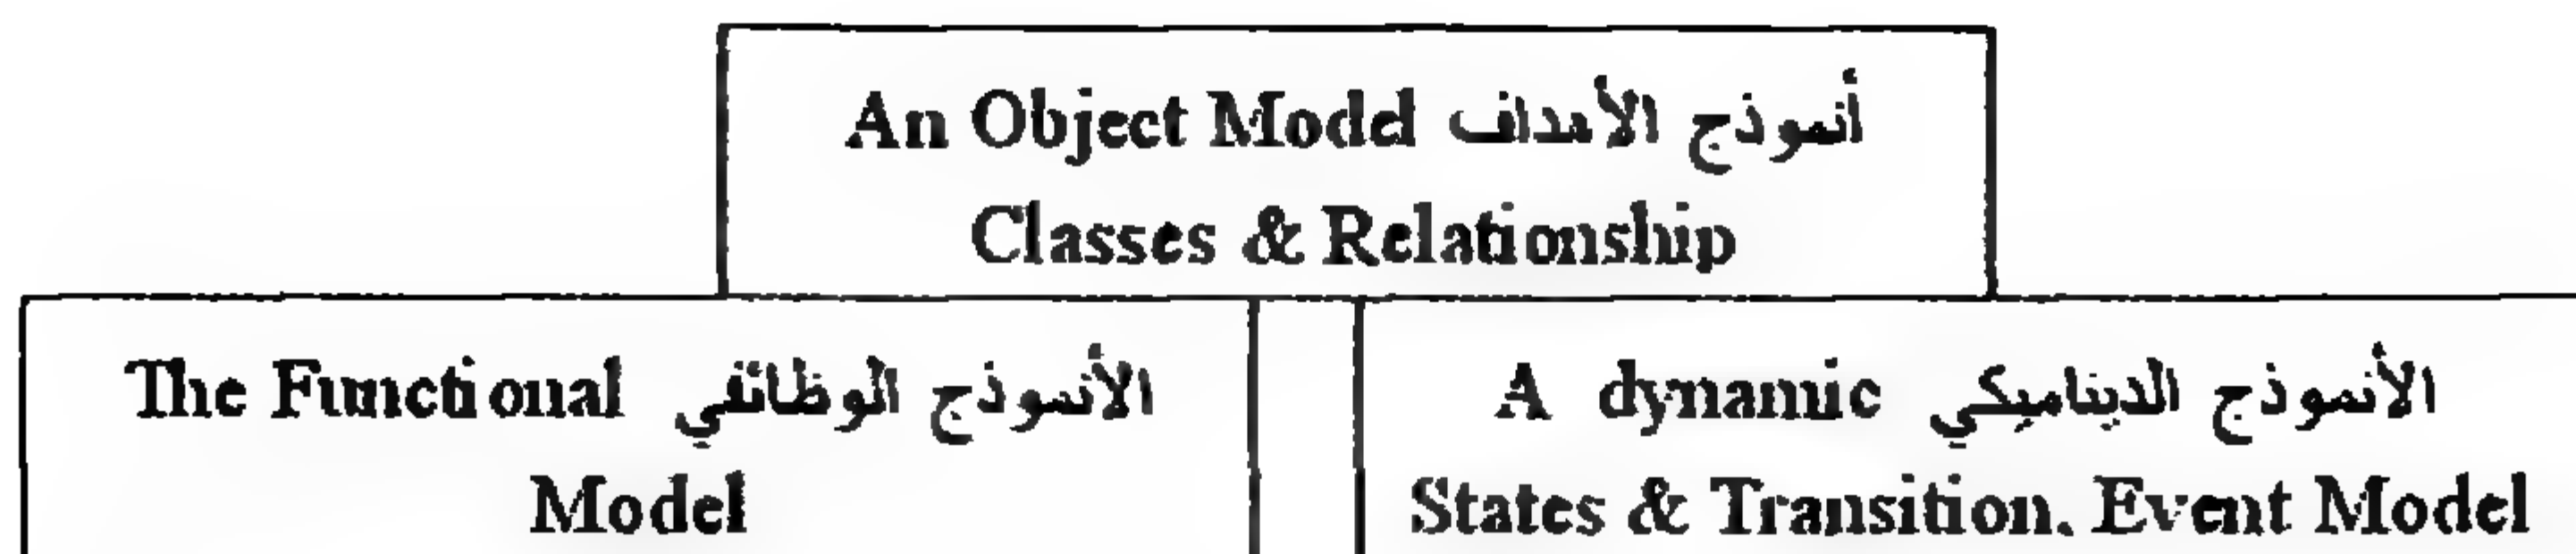 An Object Model أنموذج الأهداف
Classes & Relationship
The Functional الأنموذج الوظائفي
Model
A dynamic الأنموذج الديناميكي
States & Transition. Event Model